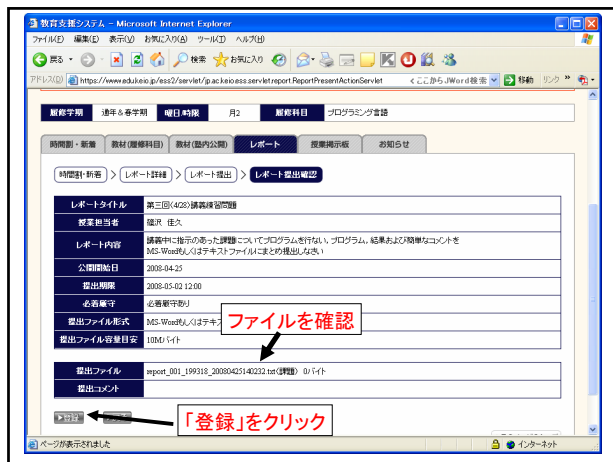 教育支援システム - Microsoft Internet Explorer
ファイル(F) 編集(E) 表示(V) お気に入り(A) ツール(T) ヘルプ(H)
戻る 検索 お気に入り
アドレス(D) https://www.edu.keio.jp/ess2/servlet/jp.ac.keio.ess.servlet.report.ReportPresentActionServlet <ここから JWord検索 移動 リンク »
履修学期 通年&春学期 曜日・時限 月2 履修科目 プログラミング言語
時間割・新着 教材(履修科目) 教材(塾内公開) レポート 授業掲示板 お知らせ
時間割・新着 > レポート詳細 > レポート提出 > レポート提出確認
レポートタイトル 第三回(4/28)講義練習問題
授業担当者 篠沢 佳久
レポート内容 講義中に指示のあった課題についてプログラムを行ない、プログラム、結果および簡単なコメントを
MS-Wordもしくはテキストファイルにまとめ提出しなさい
公開開始日 2008-04-25
提出期限 2008-05-02 12:00
必着厳守 必着厳守あり
提出ファイル形式 MS-Wordもしくはテキス
ファイルを確認
提出ファイル容量目安 10Mバイト
提出ファイル report_001_199318_20080425140232.txt(課題) 0バイト
提出コメント
登録
「登録」をクリック
ページが表示されました インターネット